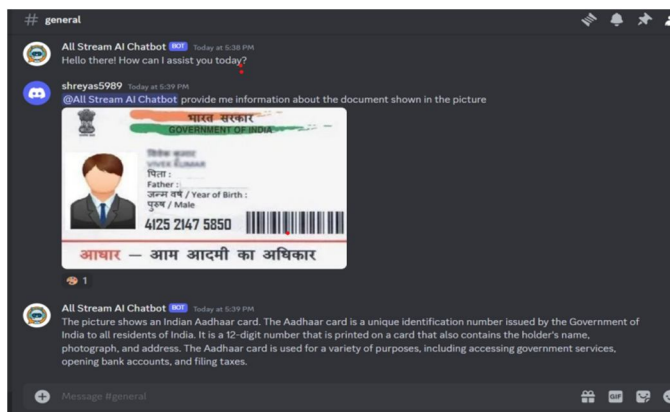 # general
All Stream AI Chatbot BOT Today at 5:38 PM
Hello there! How can I assist you today?
shreyas5989 Today at 5:39 PM
@All Stream AI Chatbot provide me information about the document shown in the picture
भारत सरकार
GOVERNMENT OF INDIA
पिता :
Father :
जन्म वर्ष / Year of Birth :
पुरुष / Male
4125 2147 5850
आधार — आम आदमी का अधिकार
1
All Stream AI Chatbot BOT Today at 5:39 PM
The picture shows an Indian Aadhaar card. The Aadhaar card is a unique identification number issued by the Government of
India to all residents of India. It is a 12-digit number that is printed on a card that also contains the holder's name,
photograph, and address. The Aadhaar card is used for a variety of purposes, including accessing government services,
opening bank accounts, and filing taxes.
Message #general
GIF